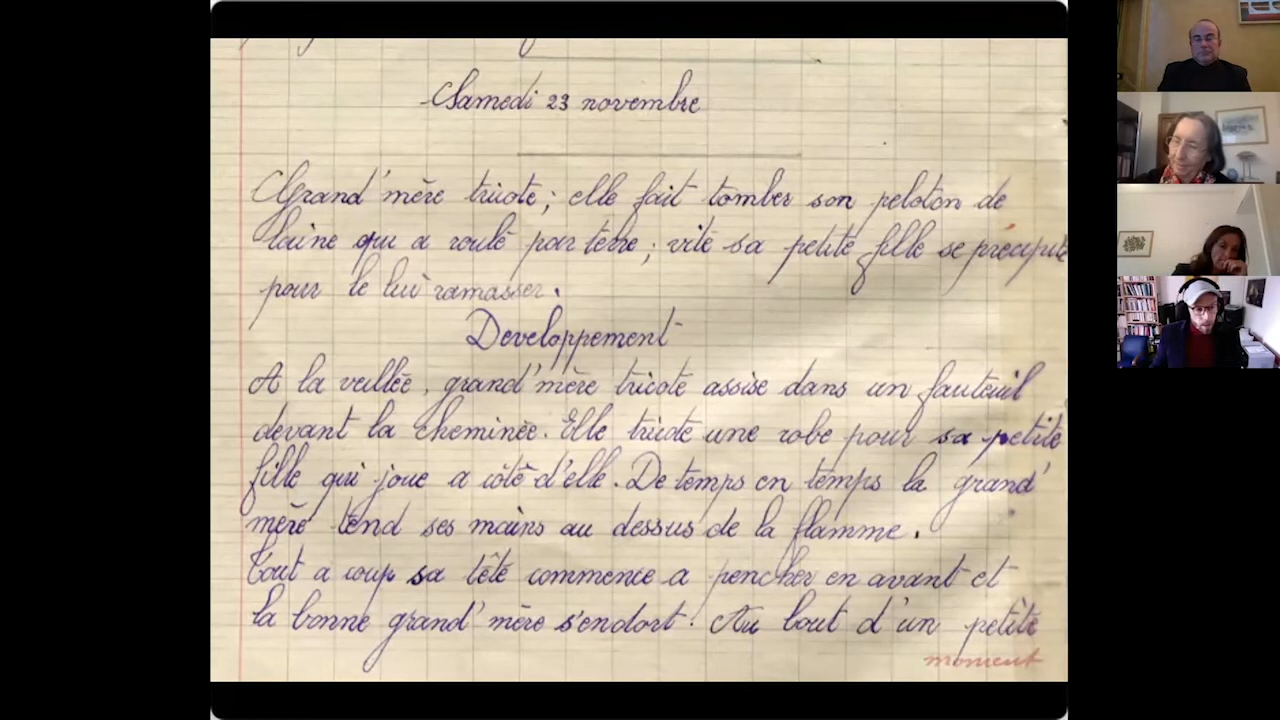 Samedi 23 novembre
Grand'mère tricote; elle fait tomber son peloton de
laine qui a roulé par terre; vite sa petite fille se précipite
pour le lui ramasser.
Developpement
A la veillée, grand'mère tricote assise dans un fauteuil
devant la cheminée. Elle tricote une robe pour sa petite
fille qui joue a côté d'elle. De temps en temps la grand'
mère tend ses mains au dessus de la flamme.
Tout a coup sa tête commence a pencher en avant et
la bonne grand'mère s'endort. Au bout d'un petite
moment